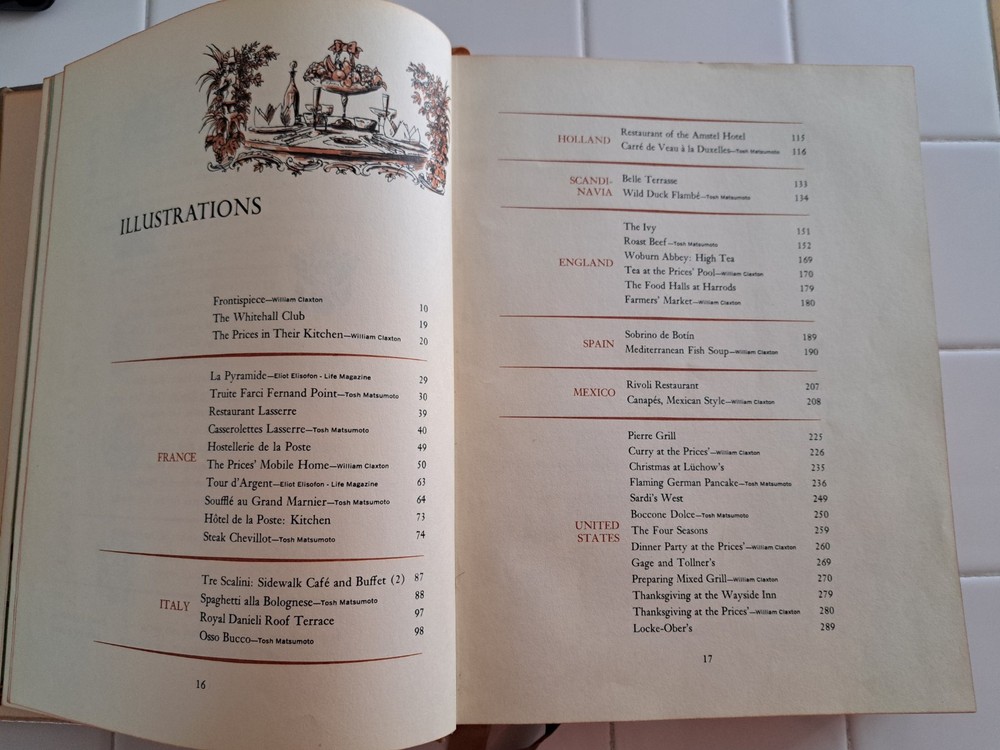 ILLUSTRATIONS
Frontispiece—William Claxton 10
The Whitehall Club 19
The Prices in Their Kitchen—William Claxton 20
FRANCE
La Pyramide—Eliot Elisofon - Life Magazine 29
Truite Farci Fernand Point—Tosh Matsumoto 30
Restaurant Lasserre 39
Casserolettes Lasserre—Tosh Matsumoto 40
Hostellerie de la Poste 49
The Prices' Mobile Home—William Claxton 50
Tour d'Argent—Eliot Elisofon - Life Magazine 63
Soufflé au Grand Marnier—Tosh Matsumoto 64
Hôtel de la Poste: Kitchen 73
Steak Chevillot—Tosh Matsumoto 74
ITALY
Tre Scalini: Sidewalk Café and Buffet (2) 87
Spaghetti alla Bolognese—Tosh Matsumoto 88
Royal Danieli Roof Terrace 97
Osso Bucco—Tosh Matsumoto 98
16
HOLLAND
Restaurant of the Amstel Hotel 115
Carré de Veau à la Duxelles—Tosh Matsumoto 116
SCANDI-
NAVIA
Belle Terrasse 133
Wild Duck Flambé—Tosh Matsumoto 134
ENGLAND
The Ivy 151
Roast Beef—Tosh Matsumoto 152
Woburn Abbey: High Tea 169
Tea at the Prices' Pool—William Claxton 170
The Food Halls at Harrods 179
Farmers' Market—William Claxton 180
SPAIN
Sobrino de Botín 189
Mediterranean Fish Soup—William Claxton 190
MEXICO
Rivoli Restaurant 207
Canapés, Mexican Style—William Claxton 208
UNITED
STATES
Pierre Grill 225
Curry at the Prices'—William Claxton 226
Christmas at Lüchow's 235
Flaming German Pancake—Tosh Matsumoto 236
Sardi's West 249
Boccone Dolce—Tosh Matsumoto 250
The Four Seasons 259
Dinner Party at the Prices'—William Claxton 260
Gage and Tollner's 269
Preparing Mixed Grill—William Claxton 270
Thanksgiving at the Wayside Inn 279
Thanksgiving at the Prices'—William Claxton 280
Locke-Ober's 289
17